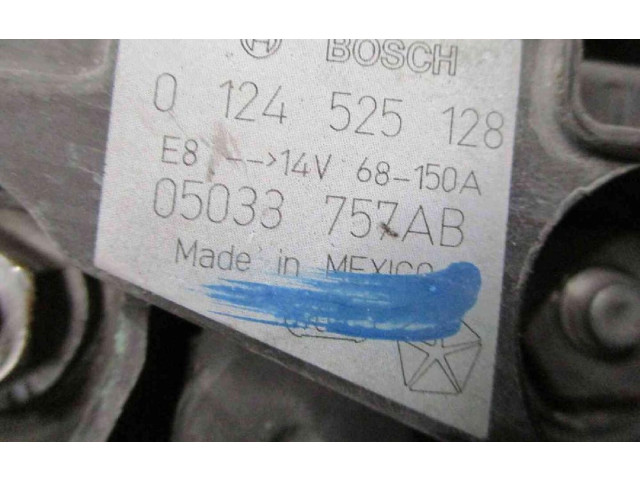 BOSCH
0 124 525 128
E8 -->14V 68-150A
05033 757AB
Made in MEXICO